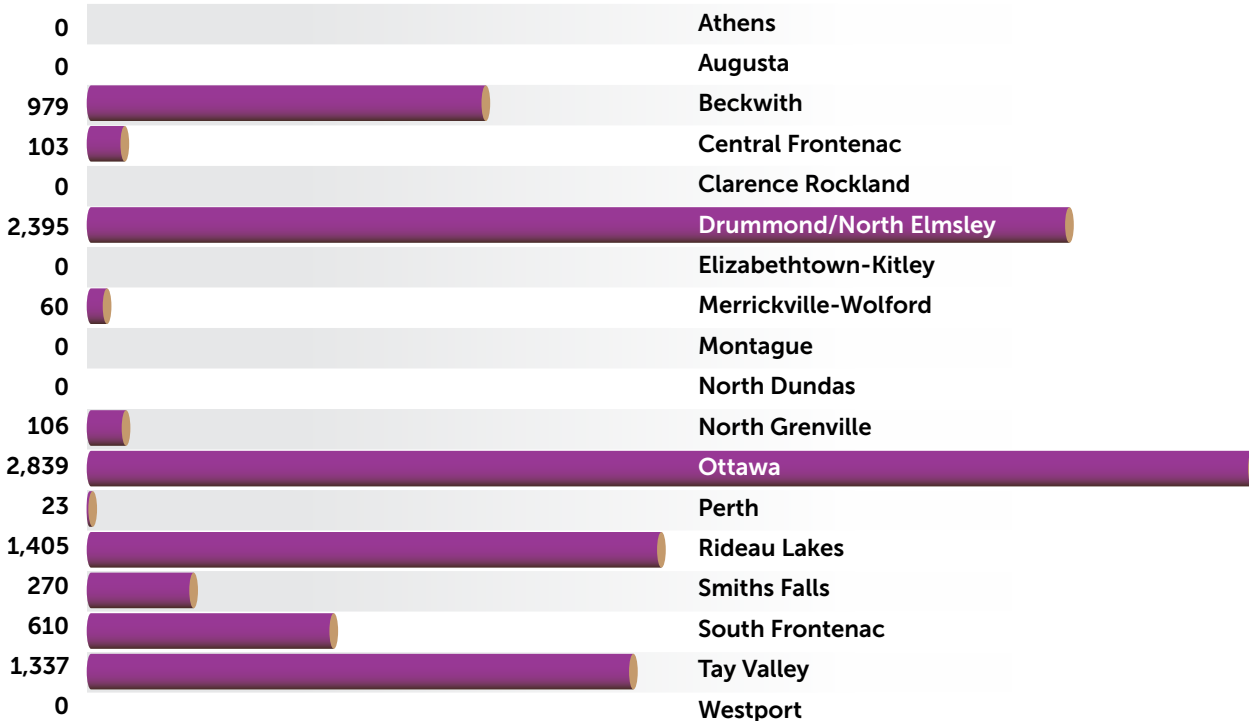 0 Athens
0 Augusta
979 Beckwith
103 Central Frontenac
0 Clarence Rockland
2,395 Drummond/North Elmsley
0 Elizabethtown-Kitley
60 Merrickville-Wolford
0 Montague
0 North Dundas
106 North Grenville
2,839 Ottawa
23 Perth
1,405 Rideau Lakes
270 Smiths Falls
610 South Frontenac
1,337 Tay Valley
0 Westport